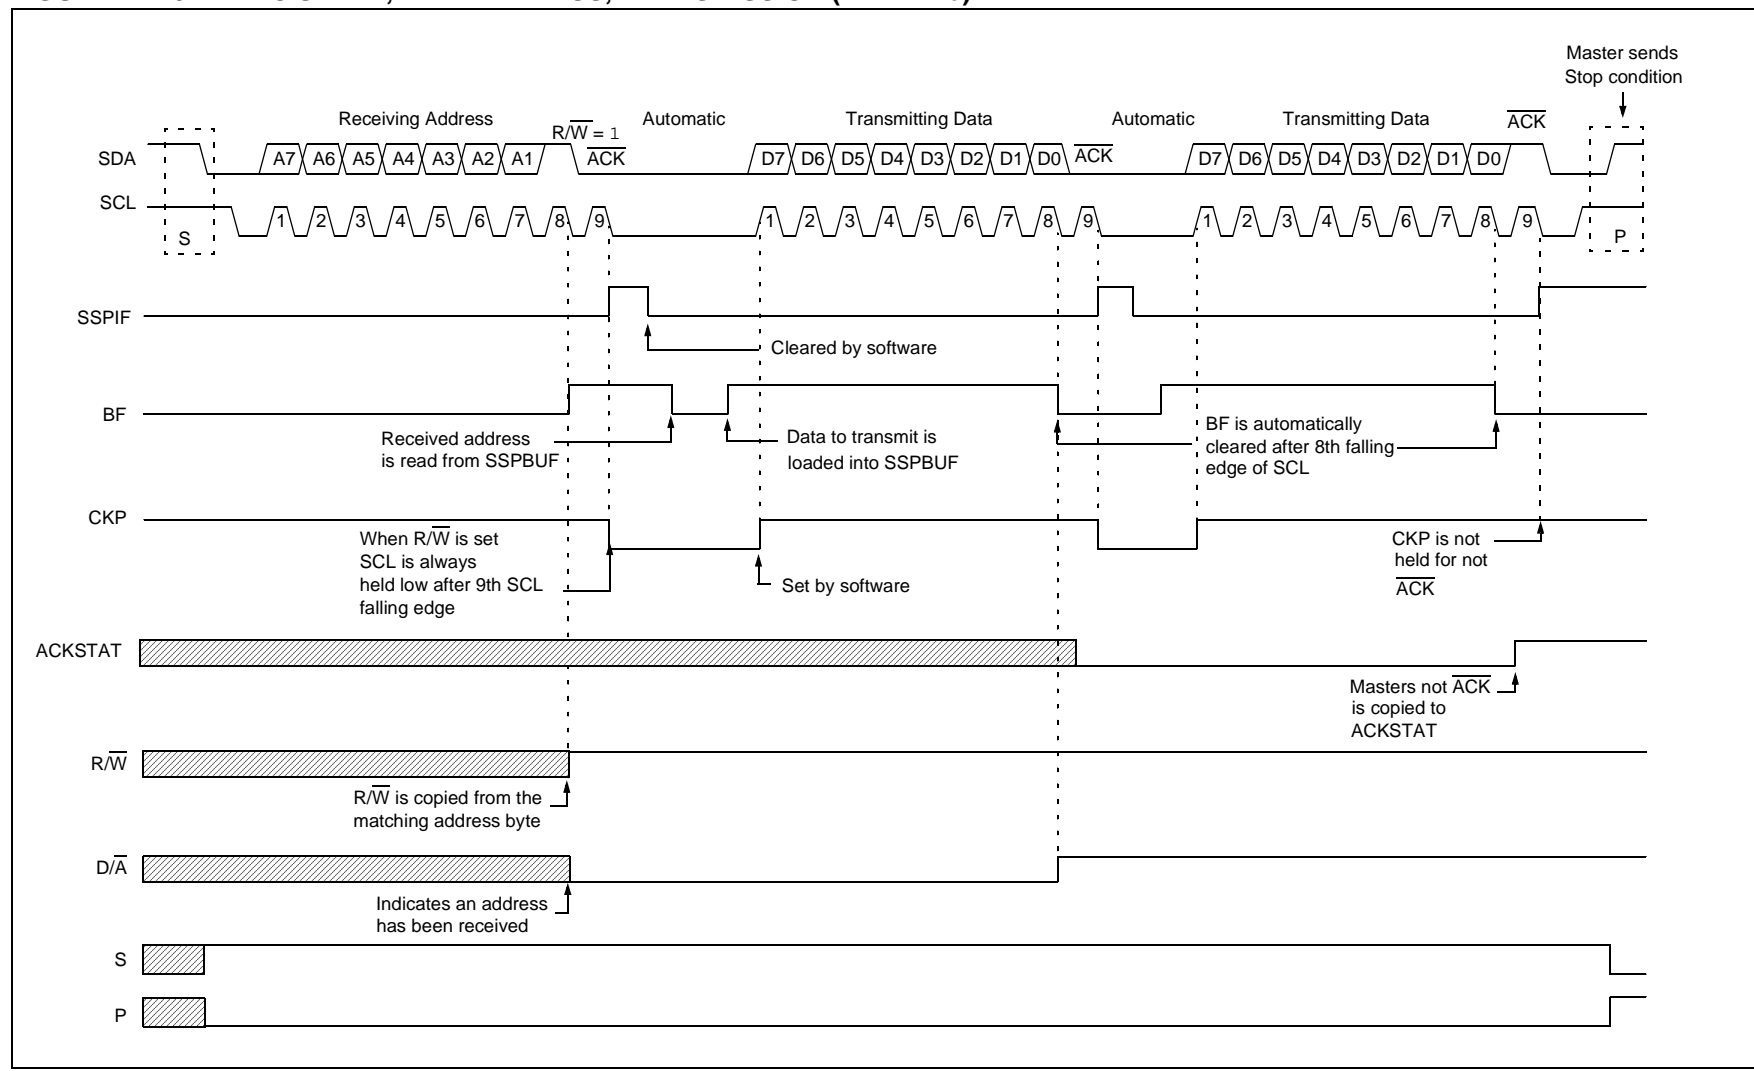 Master sends
Stop condition
Receiving Address
R/W = 1
Automatic
Transmitting Data
Automatic
Transmitting Data
ACK
SDA
A7 A6 A5 A4 A3 A2 A1
ACK
D7 D6 D5 D4 D3 D2 D1 D0
ACK
D7 D6 D5 D4 D3 D2 D1 D0
SCL
S
1 2 3 4 5 6 7 8 9
1 2 3 4 5 6 7 8 9
1 2 3 4 5 6 7 8 9
P
SSPIF
Cleared by software
BF
Received address
is read from SSPBUF
Data to transmit is
loaded into SSPBUF
BF is automatically
cleared after 8th falling
edge of SCL
CKP
When R/W is set
SCL is always
held low after 9th SCL
falling edge
Set by software
CKP is not
held for not
ACK
ACKSTAT
Masters not ACK
is copied to
ACKSTAT
R/W
R/W is copied from the
matching address byte
D/A
Indicates an address
has been received
S
P